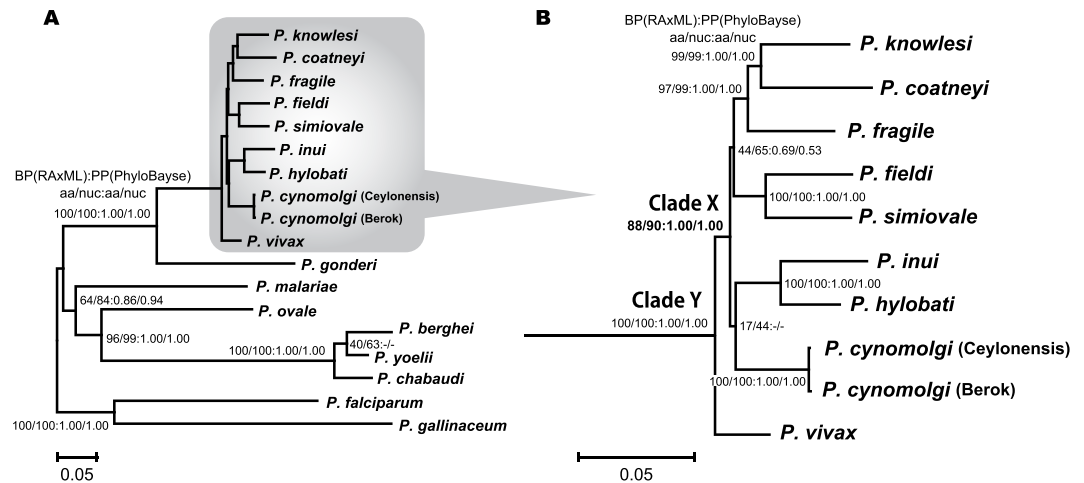 A
P. knowlesi
P. coatneyi
P. fragile
P. fieldi
P. simiovale
P. inui
P. hylobati
P. cynomolgi (Ceylonensis)
P. cynomolgi (Berok)
P. vivax
BP(RAxML):PP(PhyloBayse)
aa/nuc:aa/nuc
100/100:1.00/1.00
P. gonderi
P. malariae
64/84:0.86/0.94
P. ovale
96/99:1.00/1.00
P. berghei
100/100:1.00/1.00
40/63:-/-
P. yoelii
P. chabaudi
P. falciparum
100/100:1.00/1.00
P. gallinaceum
0.05
B
BP(RAxML):PP(PhyloBayse)
aa/nuc:aa/nuc
99/99:1.00/1.00
P. knowlesi
97/99:1.00/1.00
P. coatneyi
P. fragile
44/65:0.69/0.53
P. fieldi
100/100:1.00/1.00
Clade X
P. simiovale
88/90:1.00/1.00
P. inui
100/100:1.00/1.00
Clade Y
P. hylobati
100/100:1.00/1.00
17/44:-/-
P. cynomolgi (Ceylonensis)
100/100:1.00/1.00
P. cynomolgi (Berok)
P. vivax
0.05